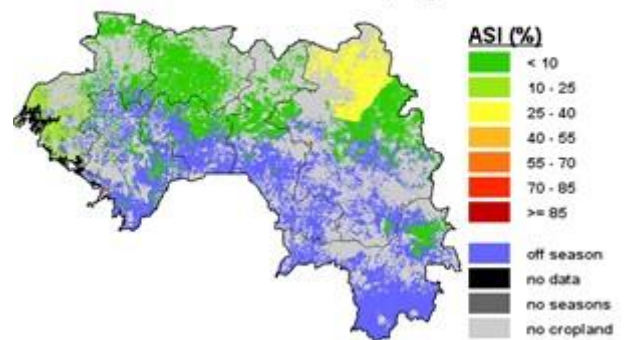 ASI (%)
< 10
10 - 25
25 - 40
40 - 55
55 - 70
70 - 85
>= 85
off season
no data
no seasons
no cropland